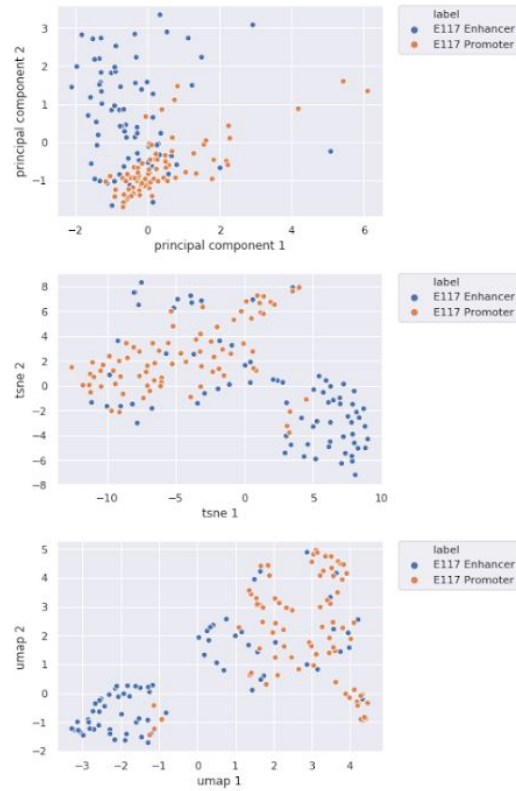 label
E117 Enhancer
E117 Promoter
3
2
1
0
−1
principal component 2
−2
0
2
4
6
principal component 1
label
E117 Enhancer
E117 Promoter
8
6
4
2
0
−2
−4
−6
−8
tsne 2
−10
−5
0
5
10
tsne 1
label
E117 Enhancer
E117 Promoter
5
4
3
2
1
0
−1
−2
umap 2
−3
−2
−1
0
1
2
3
4
umap 1